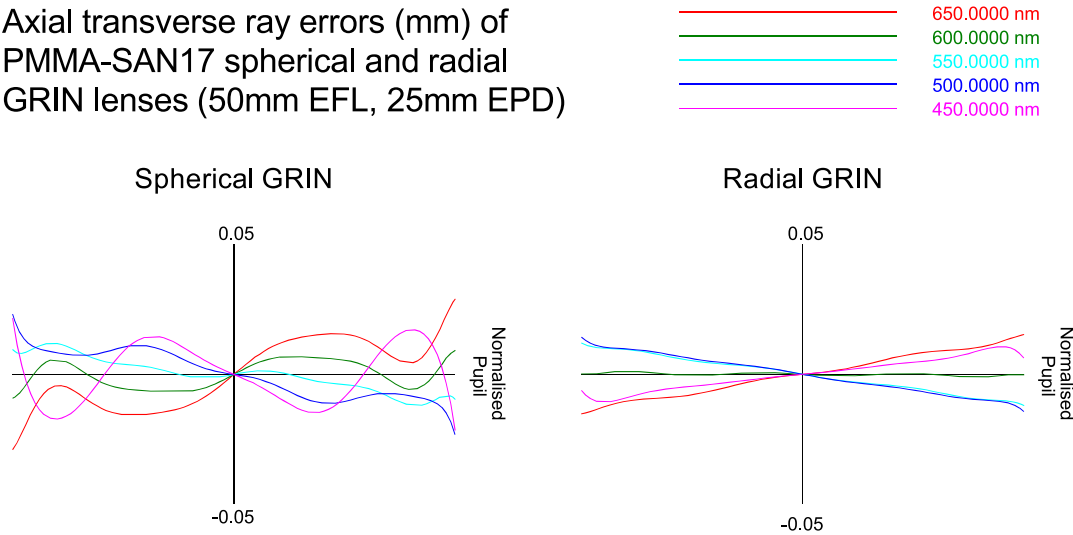 Axial transverse ray errors (mm) of
PMMA-SAN17 spherical and radial
GRIN lenses (50mm EFL, 25mm EPD)
650.0000 nm
600.0000 nm
550.0000 nm
500.0000 nm
450.0000 nm
Spherical GRIN
0.05
Normalised
Pupil
-0.05
Radial GRIN
0.05
Normalised
Pupil
-0.05